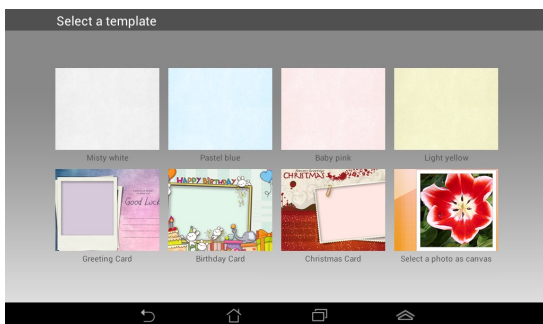 Select a template
Misty white
Pastel blue
Baby pink
Light yellow
Good Luck
HAPPY BIRTHDAY
CHRISTMAS
Greeting Card
Birthday Card
Christmas Card
Select a photo as canvas